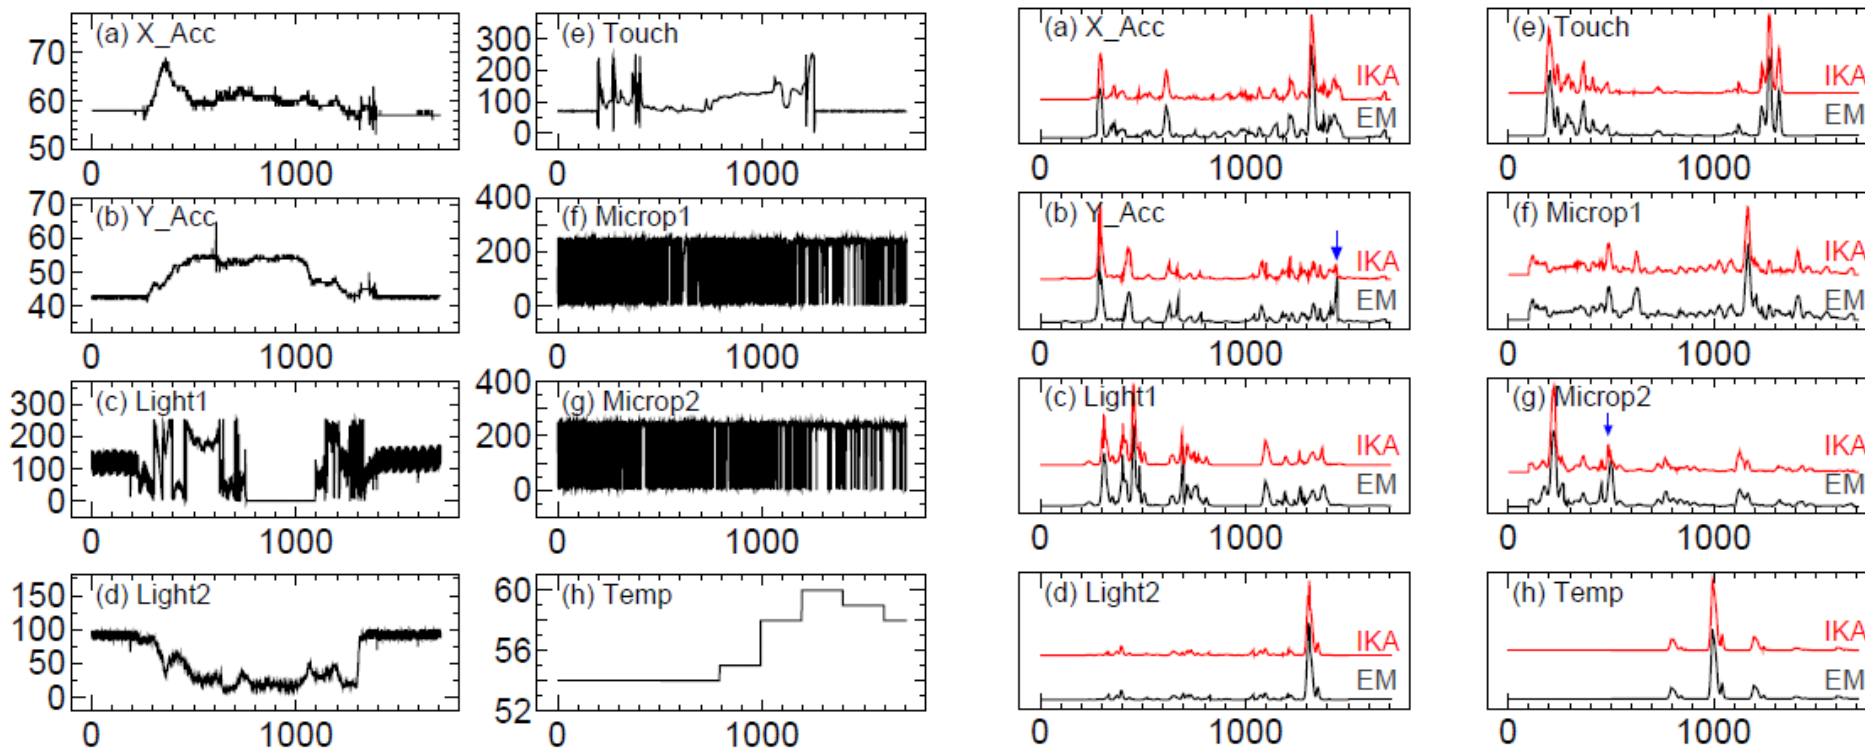 (a) X_Acc
70
60
50
0
1000
(e) Touch
300
200
100
0
0
1000
(b) Y_Acc
70
60
50
40
0
1000
(f) Microp1
400
200
0
0
1000
(c) Light1
300
200
100
0
0
1000
(g) Microp2
400
200
0
0
1000
(d) Light2
150
100
50
0
0
1000
(h) Temp
60
56
54
52
0
1000
(a) X_Acc
IKA
EM
0
1000
(e) Touch
IKA
EM
0
1000
(b) Y_Acc
IKA
EM
0
1000
(f) Microp1
IKA
EM
0
1000
(c) Light1
IKA
EM
0
1000
(g) Microp2
IKA
EM
0
1000
(d) Light2
IKA
EM
0
1000
(h) Temp
IKA
EM
0
1000